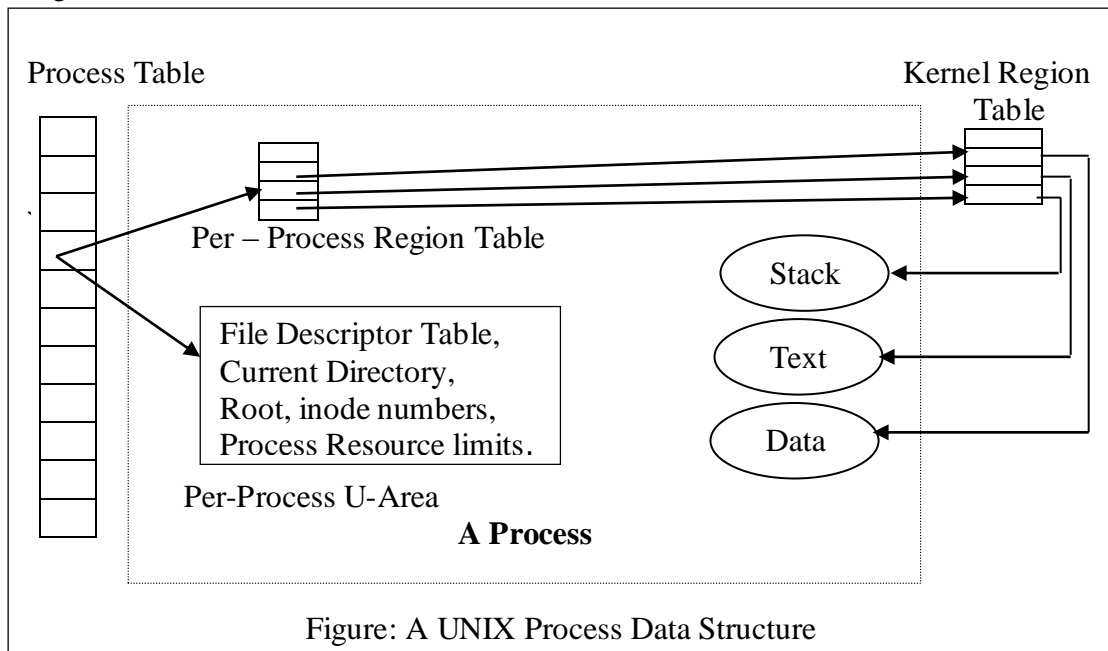 Process Table
Kernel Region
Table
Per – Process Region Table
Stack
File Descriptor Table,
Current Directory,
Root, inode numbers,
Process Resource limits.
Text
Data
Per-Process U-Area
A Process
Figure: A UNIX Process Data Structure